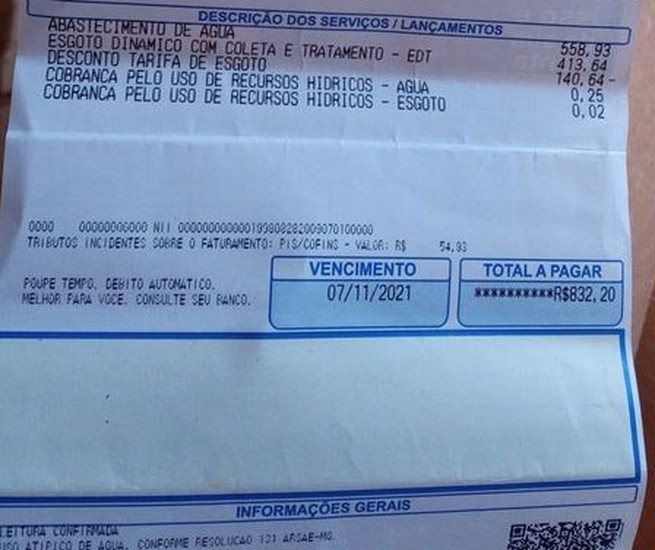 DESCRIÇÃO DOS SERVIÇOS / LANÇAMENTOS
ABASTECIMENTO DE AGUA 558,93
ESGOTO DINAMICO COM COLETA E TRATAMENTO - EDT 413,64
DESCONTO TARIFA DE ESGOTO 140,64-
COBRANCA PELO USO DE RECURSOS HIDRICOS - AGUA 0,25
COBRANCA PELO USO DE RECURSOS HIDRICOS - ESGOTO 0,02
TRIBUTOS INCIDENTES SOBRE O FATURAMENTO: PIS/COFINS - VALOR: R$ 54,93
POUPE TEMPO. DEBITO AUTOMATICO.
MELHOR PARA VOCE. CONSULTE SEU BANCO.
VENCIMENTO
07/11/2021
TOTAL A PAGAR
**********R$832,20
INFORMAÇÕES GERAIS
LEITURA CONFIRMADA
ATIPICO DE AGUA, CONFORME RESOLUCAO 131 ARSAE-MG.